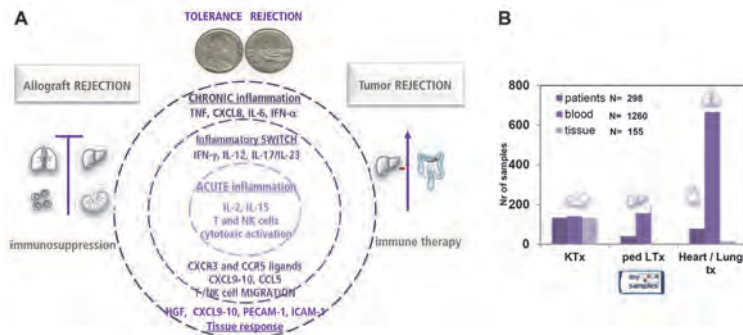 A
TOLERANCE REJECTION
Allograft REJECTION
Tumor REJECTION
CHRONIC inflammation
TNF, CXCL8, IL-6, IFN-α
Inflammatory SWITCH
IFN-γ, IL-12, IL-17/IL-23
ACUTE inflammation
IL-2, IL-15
T and NK cells
cytotoxic activation
immunosuppression
immune therapy
CXCR3 and CCR5 ligands
CXCL9-10, CCL5
T/NK cell MIGRATION
HGF, CXCL9-10, PECAM-1, ICAM-1
Tissue response
B
800
600
400
200
0
Nr of samples
patients N= 298
blood N= 1260
tissue N= 155
KTx
ped LTx
Heart / Lung
tx
my
samples